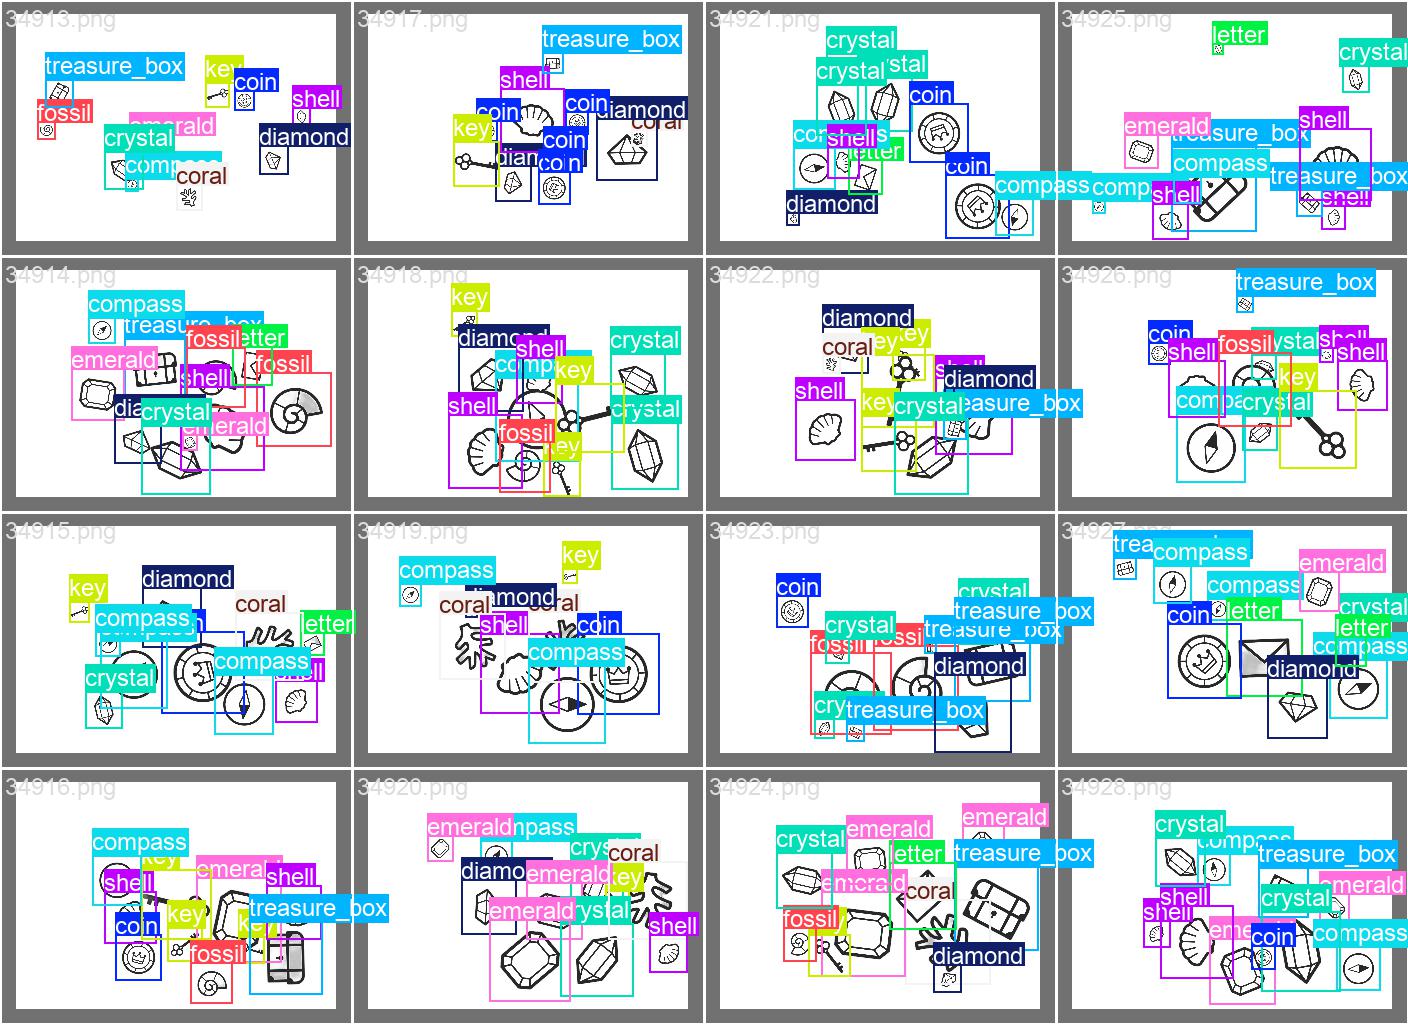 34913.png
treasure_box
key
coin
shell
fossil
emerald
crystal
diamond
compass
coral
34917.png
treasure_box
shell
coin
coin
diamond
coral
key
coin
diamond
coin
34921.png
crystal
crystal
crystal
coin
compass
shell
letter
coin
compass
diamond
34925.png
letter
crystal
shell
emerald
treasure_box
compass
treasure_box
compass
shell
shell
34914.png
compass
treasure_box
fossil
letter
emerald
fossil
shell
diamond
crystal
emerald
34918.png
key
diamond
shell
crystal
compass
key
shell
crystal
fossil
key
34922.png
diamond
key
coral
key
shell
diamond
shell
treasure_box
key
crystal
34926.png
treasure_box
coin
crystal
shell
fossil
shell
shell
key
compass
crystal
34915.png
diamond
key
coral
compass
coin
letter
compass
compass
crystal
shell
34919.png
key
compass
diamond
coral
coral
shell
coin
compass
34923.png
coin
crystal
treasure_box
crystal
treasure_box
fossil
fossil
diamond
crystal
treasure_box
34927.png
treasure_box
compass
emerald
compass
letter
crystal
coin
letter
compass
diamond
34916.png
compass
key
emerald
shell
shell
key
treasure_box
coin
key
fossil
34920.png
emerald
compass
crystal
coral
diamond
emerald
key
emerald
crystal
shell
34924.png
emerald
emerald
crystal
letter
treasure_box
emerald
coral
fossil
key
diamond
34928.png
crystal
compass
treasure_box
emerald
shell
crystal
shell
emerald
coin
compass